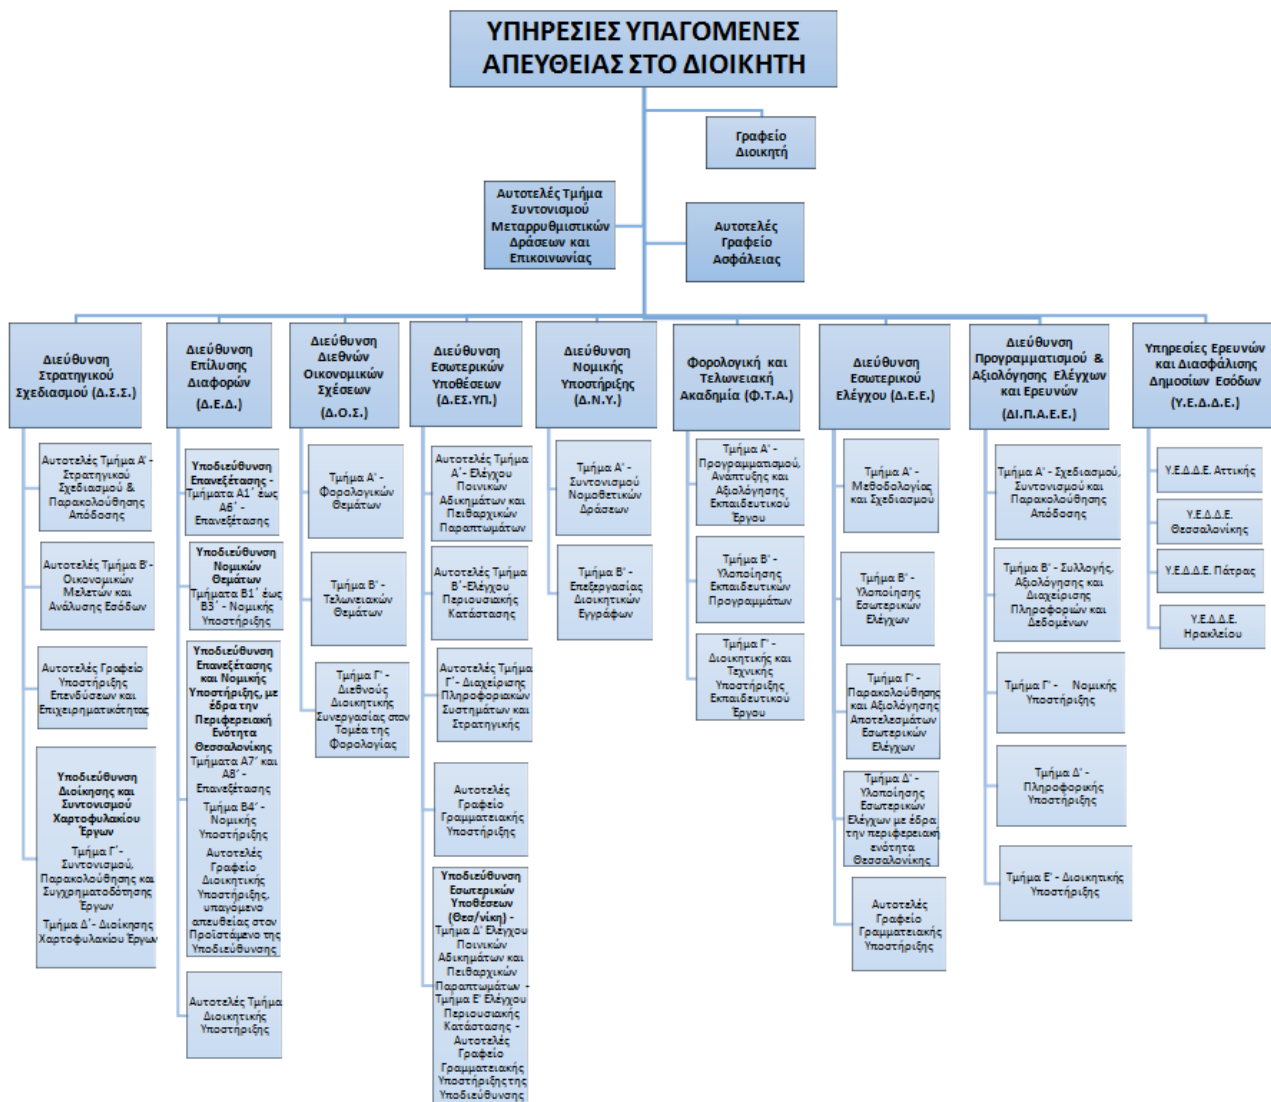 ΥΠΗΡΕΣΙΕΣ ΥΠΑΓΟΜΕΝΕΣ
ΑΠΕΥΘΕΙΑΣ ΣΤΟ ΔΙΟΙΚΗΤΗ
Γραφείο
Διοικητή
Αυτοτελές Τμήμα
Συντονισμού
Μεταρρυθμιστικών
Δράσεων και
Επικοινωνίας
Αυτοτελές
Γραφείο
Ασφάλειας
Διεύθυνση
Στρατηγικού
Σχεδιασμού (Δ.Σ.Σ.)
Αυτοτελές Τμήμα Α' -
Στρατηγικού
Σχεδιασμού &
Παρακολούθησης
Απόδοσης
Αυτοτελές Τμήμα Β' -
Οικονομικών
Μελετών και
Ανάλυσης Εσόδων
Αυτοτελές Γραφείο
Υποστήριξης
Επενδύσεων και
Επιχειρηματικότητας
Υποδιεύθυνση
Διοίκησης και
Συντονισμού
Χαρτοφυλακίου
Έργων
Τμήμα Γ΄-
Συντονισμού,
Παρακολούθησης και
Συγχρηματοδότησης
Έργων
Τμήμα Δ΄- Διοίκησης
Χαρτοφυλακίου Έργων
Διεύθυνση
Επίλυσης
Διαφορών
(Δ.Ε.Δ.)
Υποδιεύθυνση
Επανεξέτασης -
Τμήματα Α1΄ έως
Α6΄ -
Επανεξέτασης
Υποδιεύθυνση
Νομικών
Θεμάτων
Τμήματα Β1΄ έως
Β3΄ - Νομικής
Υποστήριξης
Υποδιεύθυνση
Επανεξέτασης
και Νομικής
Υποστήριξης, με
έδρα την
Περιφερειακή
Ενότητα
Θεσσαλονίκης
Τμήματα Α7΄ και
Α8΄ -
Επανεξέτασης
Τμήμα Β4΄ -
Νομικής
Υποστήριξης
Αυτοτελές
Γραφείο
Διοικητικής
Υποστήριξης,
υπαγόμενο
απευθείας στον
Προϊστάμενο της
Υποδιεύθυνσης
Αυτοτελές Τμήμα
Διοικητικής
Υποστήριξης
Διεύθυνση
Διεθνών
Οικονομικών
Σχέσεων
(Δ.Ο.Σ.)
Τμήμα Α' -
Φορολογικών
Θεμάτων
Τμήμα Β' -
Τελωνειακών
Θεμάτων
Τμήμα Γ' -
Διεθνούς
Διοικητικής
Συνεργασίας στον
Τομέα της
Φορολογίας
Διεύθυνση
Εσωτερικών
Υποθέσεων
(Δ.ΕΣ.ΥΠ.)
Αυτοτελές Τμήμα
Α΄- Ελέγχου
Ποινικών
Αδικημάτων και
Πειθαρχικών
Παραπτωμάτων
Αυτοτελές Τμήμα
Β΄-Ελέγχου
Περιουσιακής
Κατάστασης
Αυτοτελές Τμήμα
Γ΄- Διαχείρισης
Πληροφοριακών
Συστημάτων και
Στρατηγικής
Αυτοτελές
Γραφείο
Γραμματειακής
Υποστήριξης
Υποδιεύθυνση
Εσωτερικών
Υποθέσεων
(Θεσ/νίκη) -
Τμήμα Δ' Ελέγχου
Ποινικών
Αδικημάτων και
Πειθαρχικών
Παραπτωμάτων -
Τμήμα Ε' Ελέγχου
Περιουσιακής
Κατάστασης -
Αυτοτελές
Γραφείο
Γραμματειακής
Υποστήριξης της
Υποδιεύθυνσης
Διεύθυνση
Νομικής
Υποστήριξης
(Δ.Ν.Υ.)
Τμήμα Α' -
Συντονισμού
Νομοθετικών
Δράσεων
Τμήμα Β' -
Επεξεργασίας
Διοικητικών
Εγγράφων
Φορολογική και
Τελωνειακή
Ακαδημία (Φ.Τ.Α.)
Τμήμα Α' -
Προγραμματισμού,
Ανάπτυξης και
Αξιολόγησης
Εκπαιδευτικού
Έργου
Τμήμα Β' -
Υλοποίησης
Εκπαιδευτικών
Προγραμμάτων
Τμήμα Γ' -
Διοικητικής και
Τεχνικής
Υποστήριξης
Εκπαιδευτικού
Έργου
Διεύθυνση
Εσωτερικού
Ελέγχου (Δ.Ε.Ε.)
Τμήμα Α' -
Μεθοδολογίας
και Σχεδιασμού
Τμήμα Β' -
Υλοποίησης
Εσωτερικών
Ελέγχων
Τμήμα Γ' -
Παρακολούθησης
και Αξιολόγησης
Αποτελεσμάτων
Εσωτερικών
Ελέγχων
Τμήμα Δ' -
Υλοποίησης
Εσωτερικών
Ελέγχων με έδρα
την περιφερειακή
ενότητα
Θεσσαλονίκης
Αυτοτελές
Γραφείο
Γραμματειακής
Υποστήριξης
Διεύθυνση
Προγραμματισμού &
Αξιολόγησης Ελέγχων
και Ερευνών
(ΔΙ.Π.Α.Ε.Ε.)
Τμήμα Α' - Σχεδιασμού,
Συντονισμού και
Παρακολούθησης
Απόδοσης
Τμήμα Β' - Συλλογής,
Αξιολόγησης και
Διαχείρισης
Πληροφοριών και
Δεδομένων
Τμήμα Γ' - Νομικής
Υποστήριξης
Τμήμα Δ' -
Πληροφορικής
Υποστήριξης
Τμήμα Ε' - Διοικητικής
Υποστήριξης
Υπηρεσίες Ερευνών
και Διασφάλισης
Δημοσίων Εσόδων
(Υ.Ε.Δ.Δ.Ε.)
Υ.Ε.Δ.Δ.Ε. Αττικής
Υ.Ε.Δ.Δ.Ε.
Θεσσαλονίκης
Υ.Ε.Δ.Δ.Ε. Πάτρας
Υ.Ε.Δ.Δ.Ε.
Ηρακλείου